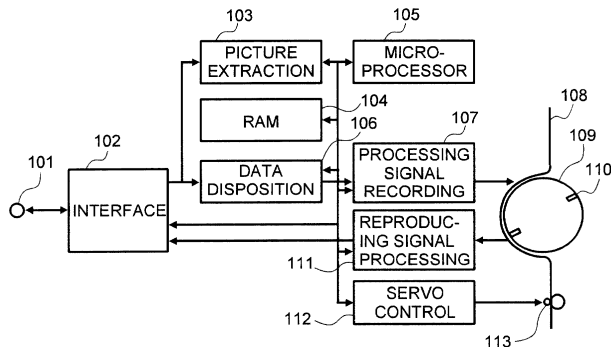 103
105
PICTURE
EXTRACTION
MICRO-
PROCESSOR
104
108
RAM
106
107
109
102
110
101
DATA
DISPOSITION
PROCESSING
SIGNAL
RECORDING
INTERFACE
REPRODUC-
ING SIGNAL
PROCESSING
111
SERVO
CONTROL
112
113